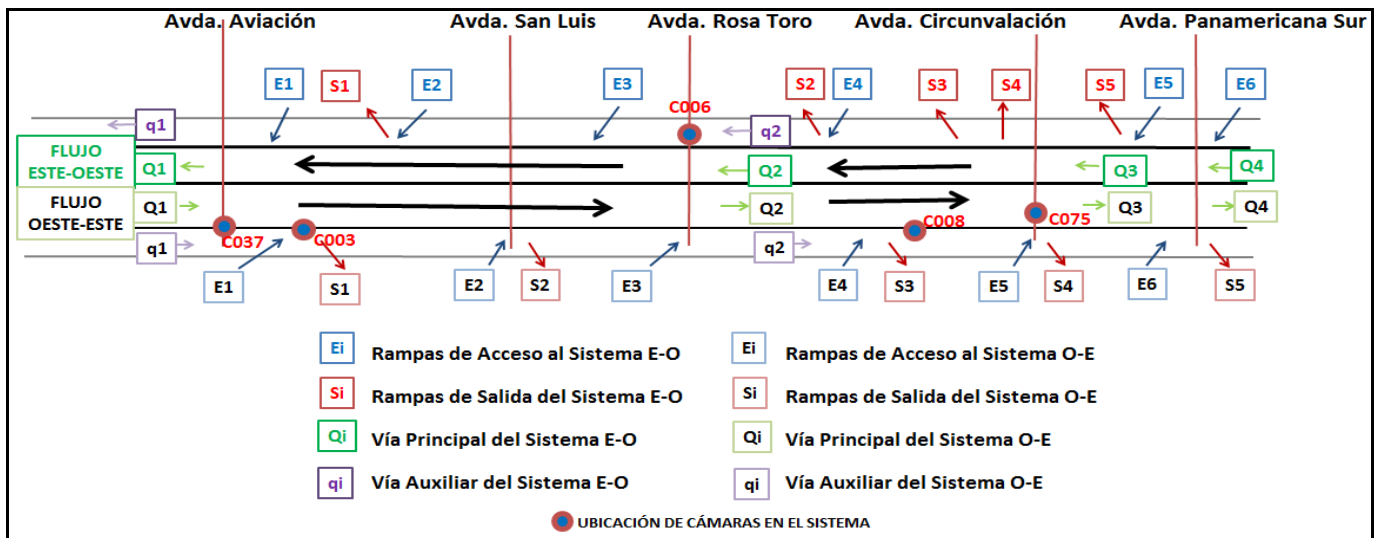 Avda. Aviación Avda. San Luis Avda. Rosa Toro Avda. Circunvalación Avda. Panamericana Sur
E1 S1 E2 E3 S2 E4 S3 S4 S5 E5 E6
C006
q1 q2
FLUJO
ESTE-OESTE
Q1 Q2 Q3 Q4
FLUJO
OESTE-ESTE
Q1 Q2 Q3 Q4
C037 C003 C008 C075
q1 q2
E1 S1 E2 S2 E3 E4 S3 E5 S4 E6 S5
Ei Rampas de Acceso al Sistema E-O
Ei Rampas de Acceso al Sistema O-E
Si Rampas de Salida del Sistema E-O
Si Rampas de Salida del Sistema O-E
Qi Vía Principal del Sistema E-O
Qi Vía Principal del Sistema O-E
qi Vía Auxiliar del Sistema E-O
qi Vía Auxiliar del Sistema O-E
UBICACIÓN DE CÁMARAS EN EL SISTEMA